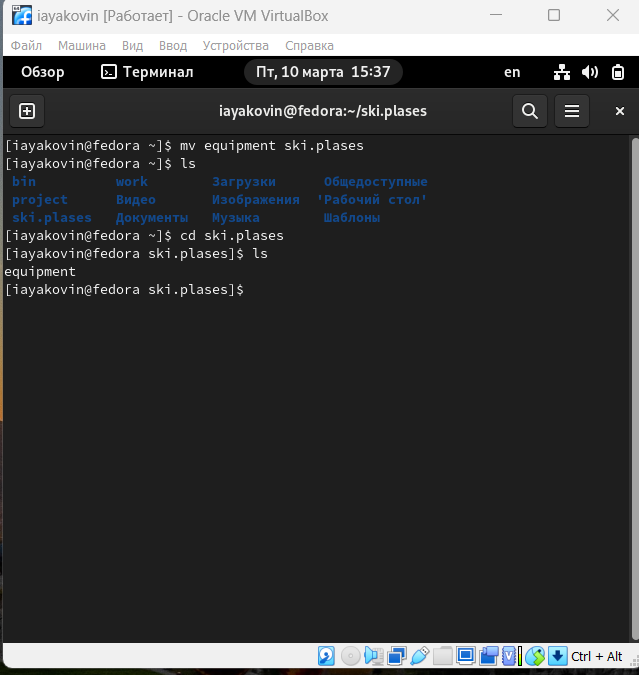 iayakovin [Работает] - Oracle VM VirtualBox
Файл Машина Вид Ввод Устройства Справка
Обзор Терминал Пт, 10 марта 15:37 en
iayakovin@fedora:~/ski.plases
[iayakovin@fedora ~]$ mv equipment ski.plases
[iayakovin@fedora ~]$ ls
bin work Загрузки Общедоступные
project Видео Изображения 'Рабочий стол'
ski.plases Документы Музыка Шаблоны
[iayakovin@fedora ~]$ cd ski.plases
[iayakovin@fedora ski.plases]$ ls
equipment
[iayakovin@fedora ski.plases]$
Ctrl + Alt